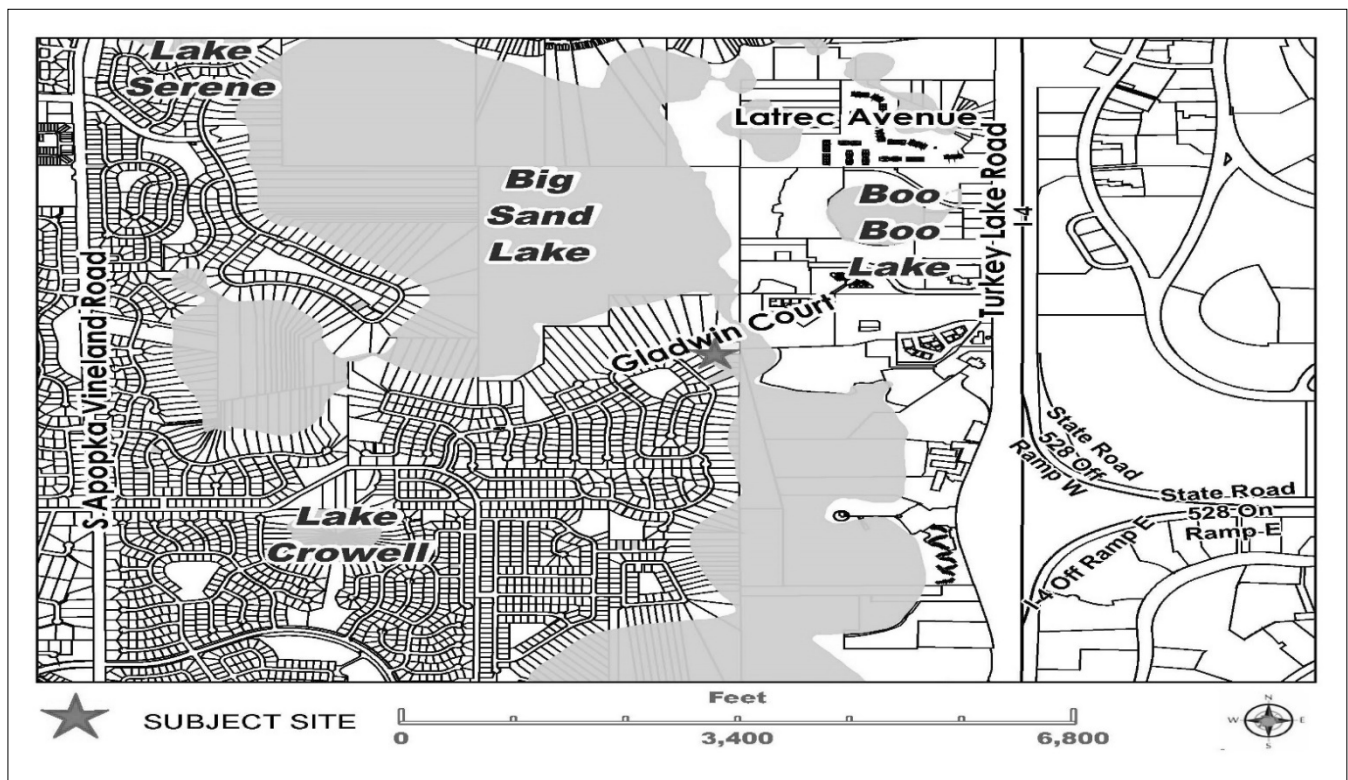 Lake
Serene
Latrec Avenue
Big
Sand
Lake
Boo
Boo
Lake
Turkey Lake Road
I-4
S Apopka Vineland Road
Gladwin Court
State Road
528 Off
Ramp W
State Road
528 On
Ramp E
I-4 Off Ramp E
Lake
Crowell
SUBJECT SITE
Feet
0
3,400
6,800
N
W
E
S